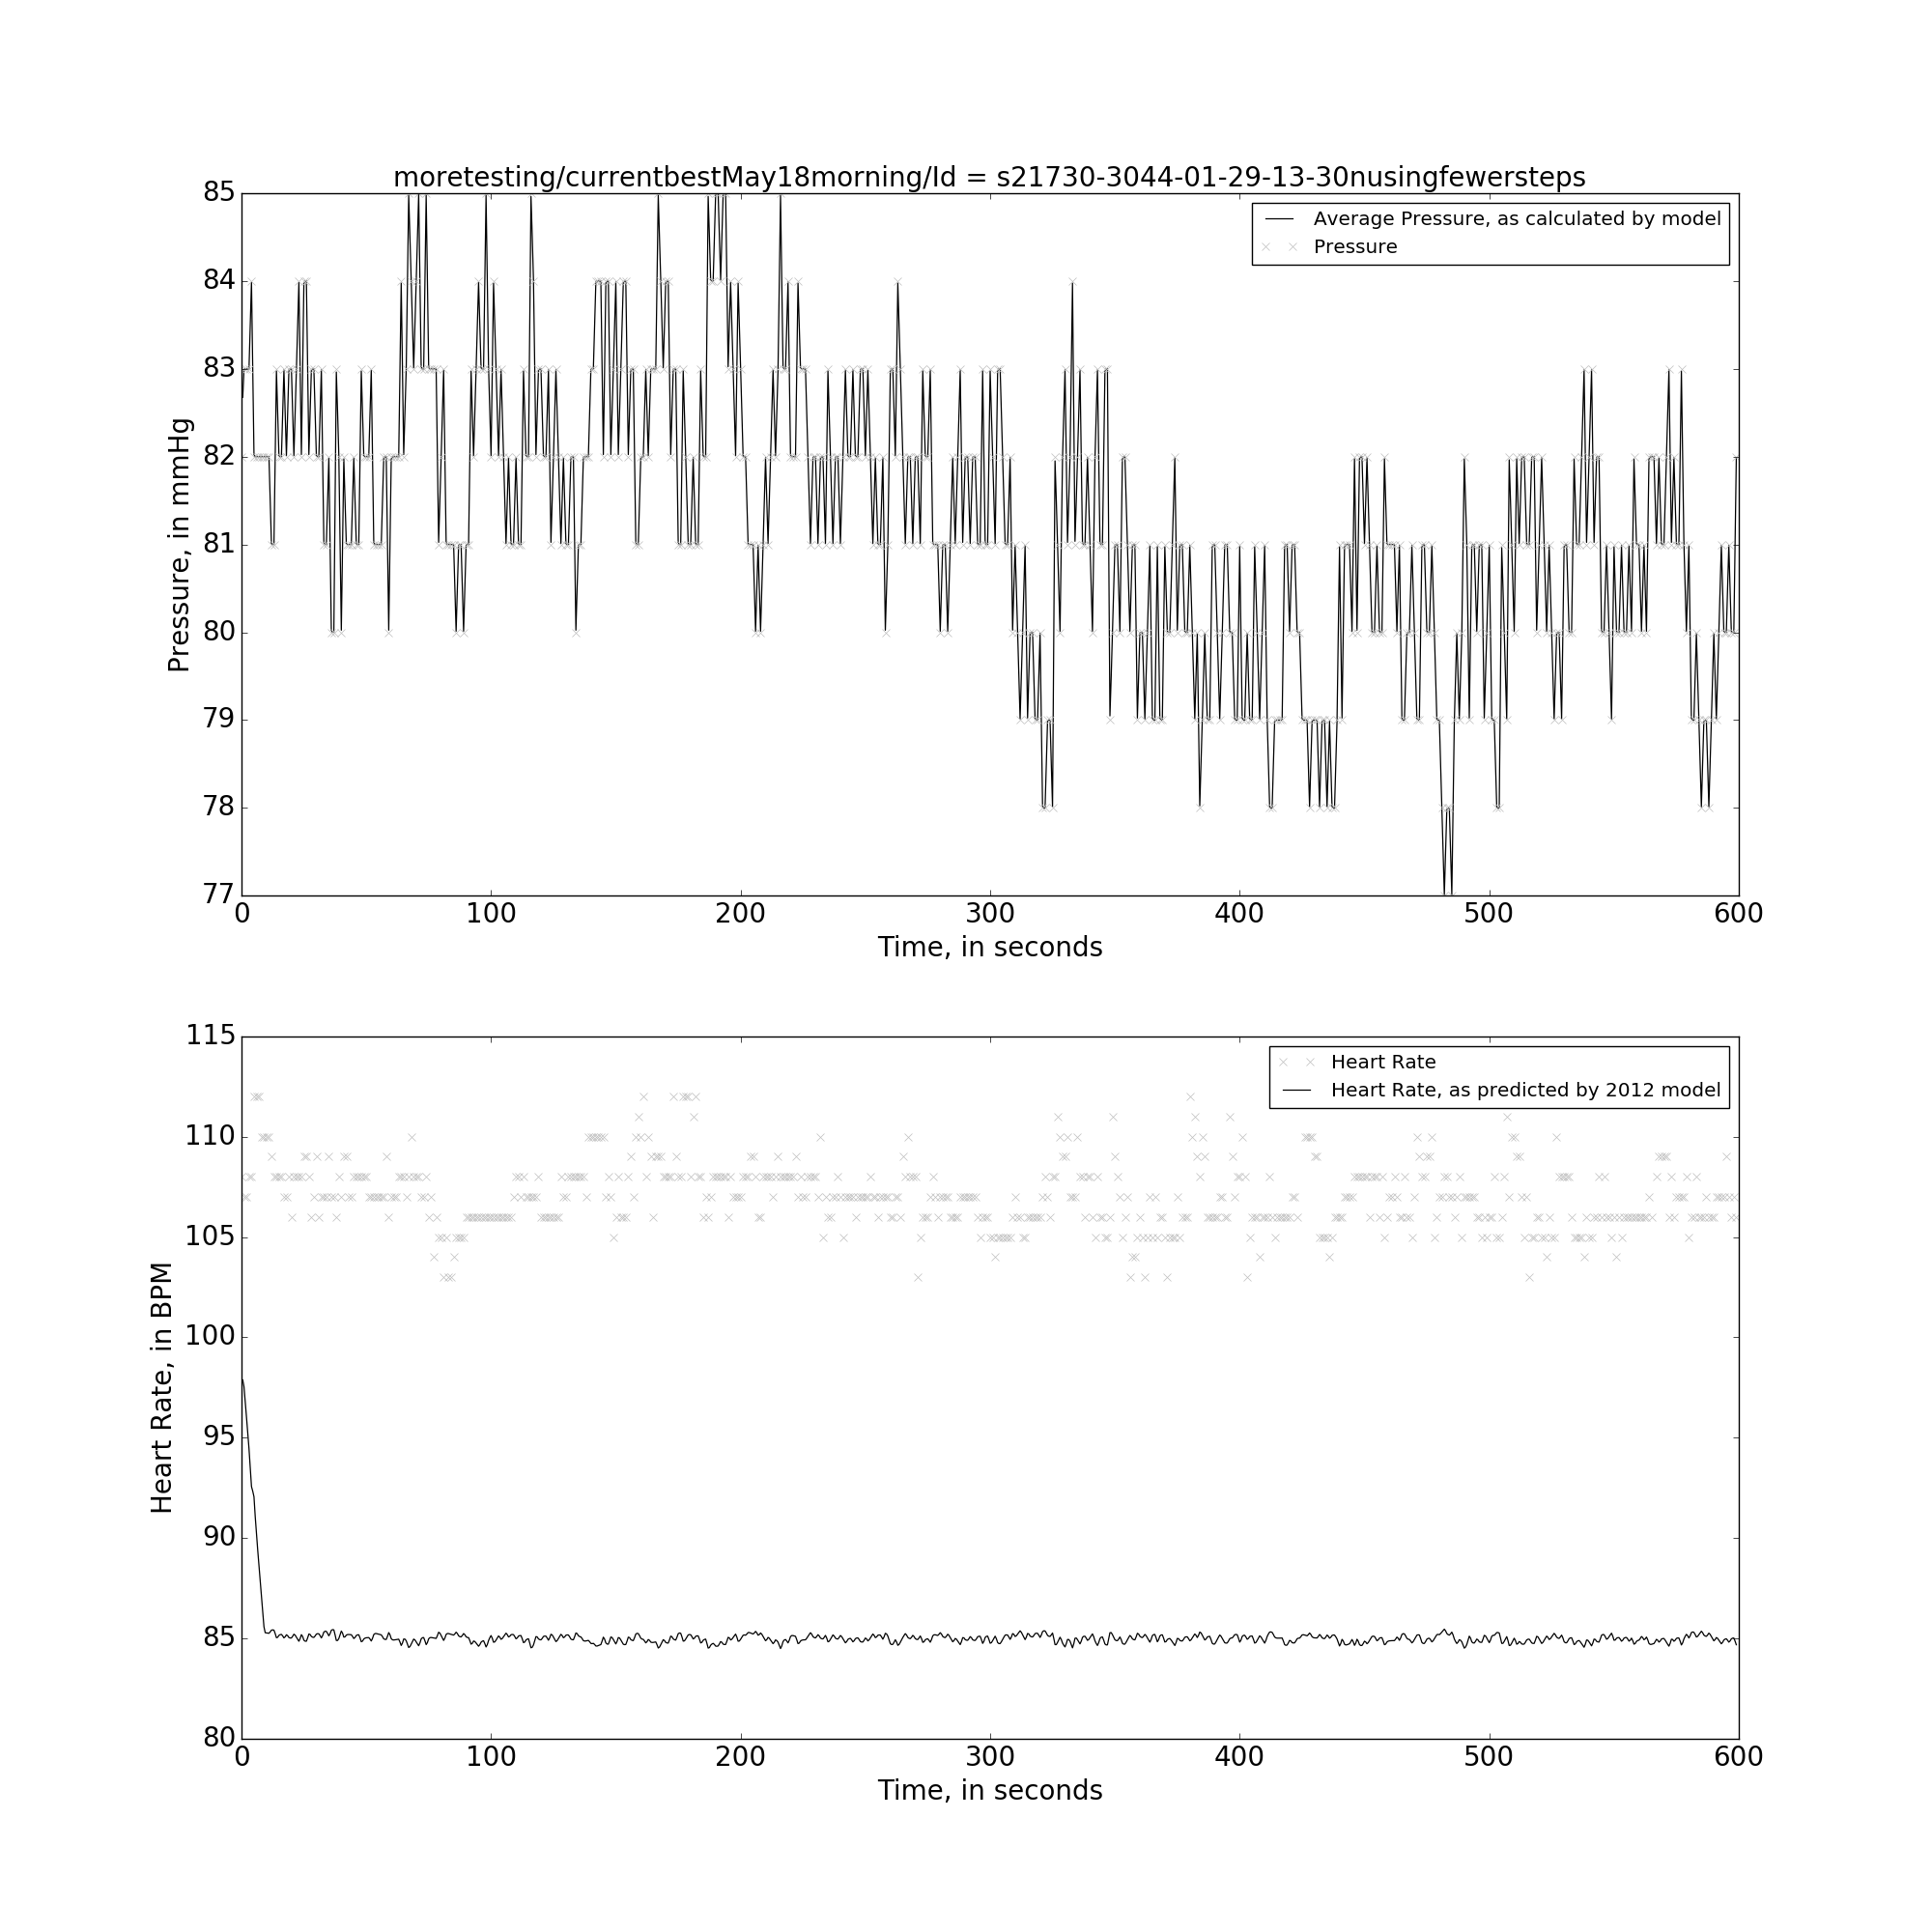 moretesting/currentbestMay18morning/Id = s21730-3044-01-29-13-30nusingfewersteps
Average Pressure, as calculated by model
Pressure
85
84
83
82
81
80
79
78
77
Pressure, in mmHg
0 100 200 300 400 500 600
Time, in seconds
Heart Rate
Heart Rate, as predicted by 2012 model
115
110
105
100
95
90
85
80
Heart Rate, in BPM
0 100 200 300 400 500 600
Time, in seconds